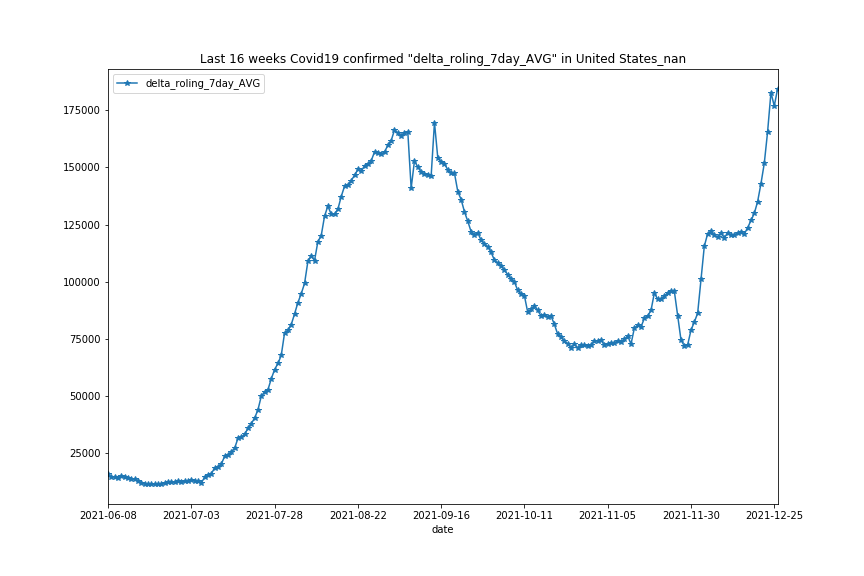 Last 16 weeks Covid19 confirmed "delta_roling_7day_AVG" in United States_nan
delta_roling_7day_AVG
175000
150000
125000
100000
75000
50000
25000
2021-06-08 2021-07-03 2021-07-28 2021-08-22 2021-09-16 2021-10-11 2021-11-05 2021-11-30 2021-12-25
date